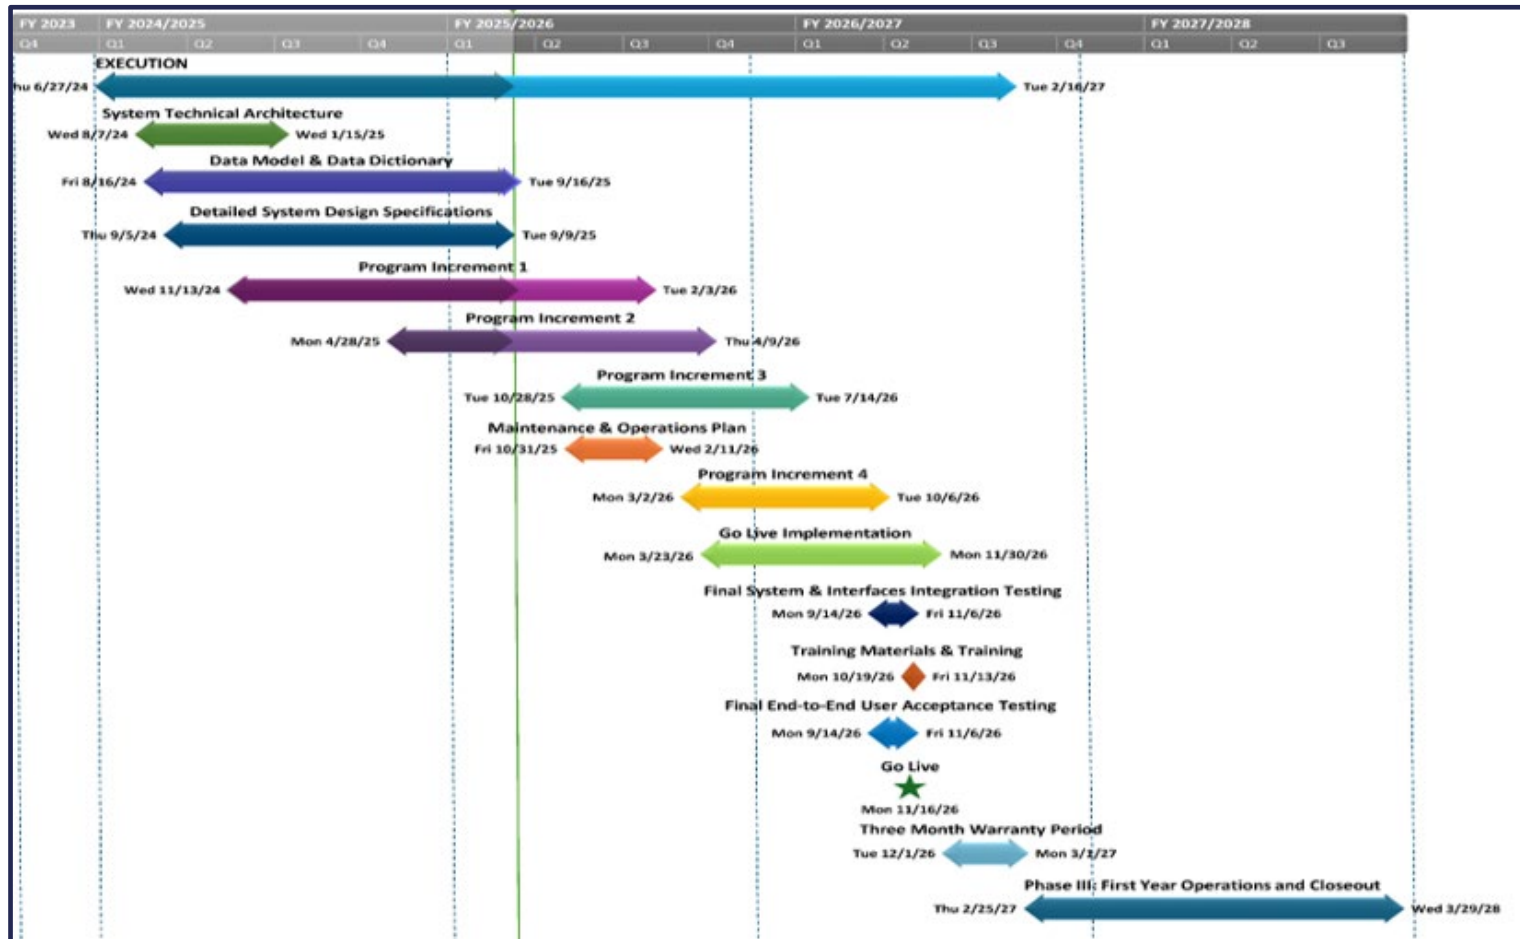 FY 2023 FY 2024/2025 FY 2025/2026 FY 2026/2027 FY 2027/2028
Q4 Q1 Q2 Q3 Q4 Q1 Q2 Q3 Q4 Q1 Q2 Q3 Q4 Q1 Q2 Q3
EXECUTION
hu 6/27/24 Tue 2/16/27
System Technical Architecture
Wed 8/7/24 Wed 1/15/25
Data Model & Data Dictionary
Fri 8/16/24 Tue 9/16/25
Detailed System Design Specifications
Thu 9/5/24 Tue 9/9/25
Program Increment 1
Wed 11/13/24 Tue 2/3/26
Program Increment 2
Mon 4/28/25 Thu 4/9/26
Program Increment 3
Tue 10/28/25 Tue 7/14/26
Maintenance & Operations Plan
Fri 10/31/25 Wed 2/11/26
Program Increment 4
Mon 3/2/26 Tue 10/6/26
Go Live Implementation
Mon 3/23/26 Mon 11/30/26
Final System & Interfaces Integration Testing
Mon 9/14/26 Fri 11/6/26
Training Materials & Training
Mon 10/19/26 Fri 11/13/26
Final End-to-End User Acceptance Testing
Mon 9/14/26 Fri 11/6/26
Go Live
Mon 11/16/26
Three Month Warranty Period
Tue 12/1/26 Mon 3/1/27
Phase III: First Year Operations and Closeout
Thu 2/25/27 Wed 3/29/28